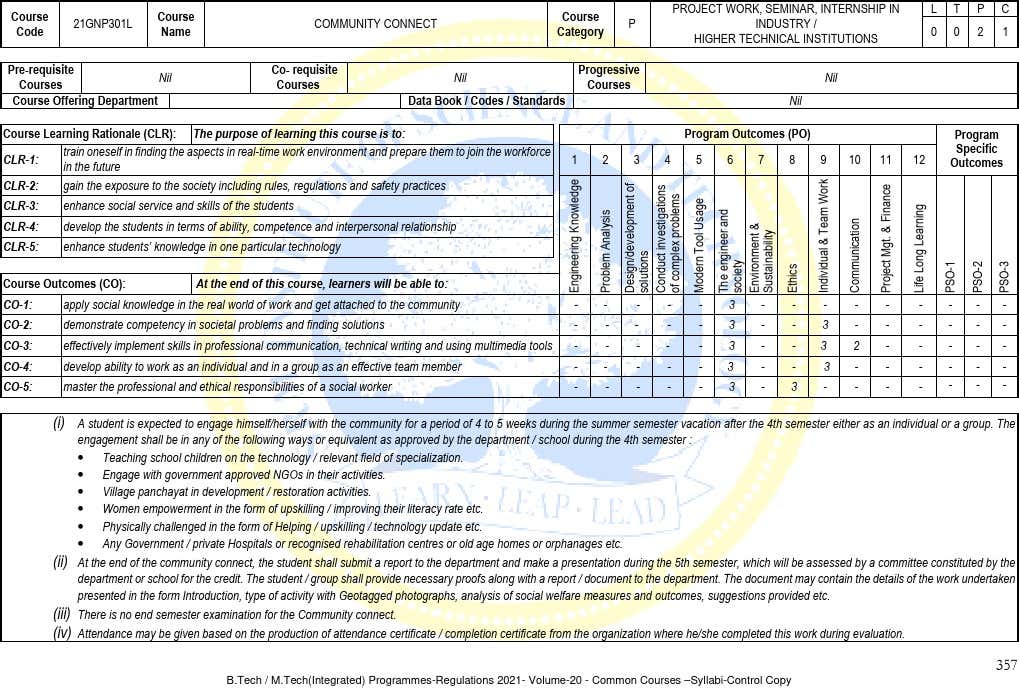 Course Code 21GNP301L Course Name COMMUNITY CONNECT Course Category P PROJECT WORK, SEMINAR, INTERNSHIP IN INDUSTRY / HIGHER TECHNICAL INSTITUTIONS L T P C
0 0 2 1
Pre-requisite Courses Nil Co- requisite Courses Nil Progressive Courses Nil
Course Offering Department Data Book / Codes / Standards Nil
Course Learning Rationale (CLR): The purpose of learning this course is to: Program Outcomes (PO) Program Specific Outcomes
CLR-1: train oneself in finding the aspects in real-time work environment and prepare them to join the workforce in the future 1 2 3 4 5 6 7 8 9 10 11 12
CLR-2: gain the exposure to the society including rules, regulations and safety practices
CLR-3: enhance social service and skills of the students
CLR-4: develop the students in terms of ability, competence and interpersonal relationship
CLR-5: enhance students' knowledge in one particular technology
Engineering Knowledge
Problem Analysis
Design/development of solutions
Conduct investigations of complex problems
Modern Tool Usage
The engineer and society
Environment & Sustainability
Ethics
Individual & Team Work
Communication
Project Mgt. & Finance
Life Long Learning
PSO-1
PSO-2
PSO-3
Course Outcomes (CO): At the end of this course, learners will be able to:
CO-1: apply social knowledge in the real world of work and get attached to the community - - - - - 3 - - - - - - - - -
CO-2: demonstrate competency in societal problems and finding solutions - - - - - 3 - - 3 - - - - - -
CO-3: effectively implement skills in professional communication, technical writing and using multimedia tools - - - - - 3 - - 3 2 - - - - -
CO-4: develop ability to work as an individual and in a group as an effective team member - - - - - 3 - - 3 - - - - - -
CO-5: master the professional and ethical responsibilities of a social worker - - - - - 3 - 3 - - - - - - -
(i) A student is expected to engage himself/herself with the community for a period of 4 to 5 weeks during the summer semester vacation after the 4th semester either as an individual or a group. The
engagement shall be in any of the following ways or equivalent as approved by the department / school during the 4th semester :
• Teaching school children on the technology / relevant field of specialization.
• Engage with government approved NGOs in their activities.
• Village panchayat in development / restoration activities.
• Women empowerment in the form of upskilling / improving their literacy rate etc.
• Physically challenged in the form of Helping / upskilling / technology update etc.
• Any Government / private Hospitals or recognised rehabilitation centres or old age homes or orphanages etc.
(ii) At the end of the community connect, the student shall submit a report to the department and make a presentation during the 5th semester, which will be assessed by a committee constituted by the
department or school for the credit. The student / group shall provide necessary proofs along with a report / document to the department. The document may contain the details of the work undertaken
presented in the form Introduction, type of activity with Geotagged photographs, analysis of social welfare measures and outcomes, suggestions provided etc.
(iii) There is no end semester examination for the Community connect.
(iv) Attendance may be given based on the production of attendance certificate / completion certificate from the organization where he/she completed this work during evaluation.
LEARN · LEAP · LEAD
357
B.Tech / M.Tech(Integrated) Programmes-Regulations 2021- Volume-20 - Common Courses –Syllabi-Control Copy